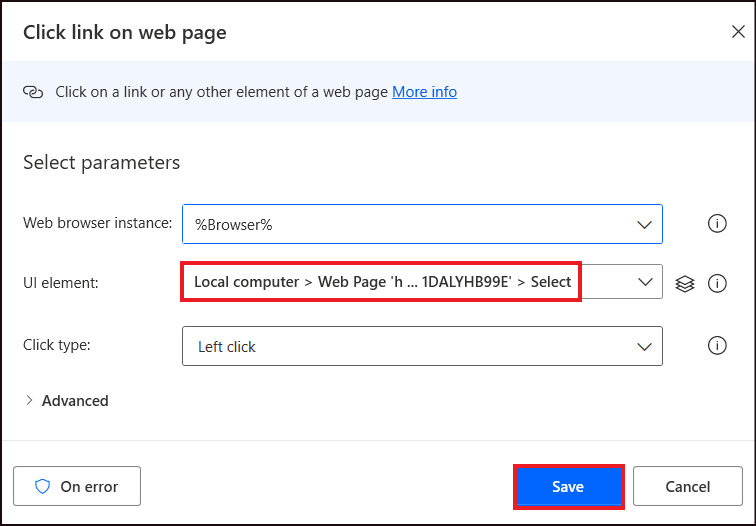 Click link on web page
Click on a link or any other element of a web page More info
Select parameters
Web browser instance: %Browser%
UI element: Local computer > Web Page 'h ... 1DALYHB99E' > Select
Click type: Left click
Advanced
On error Save Cancel